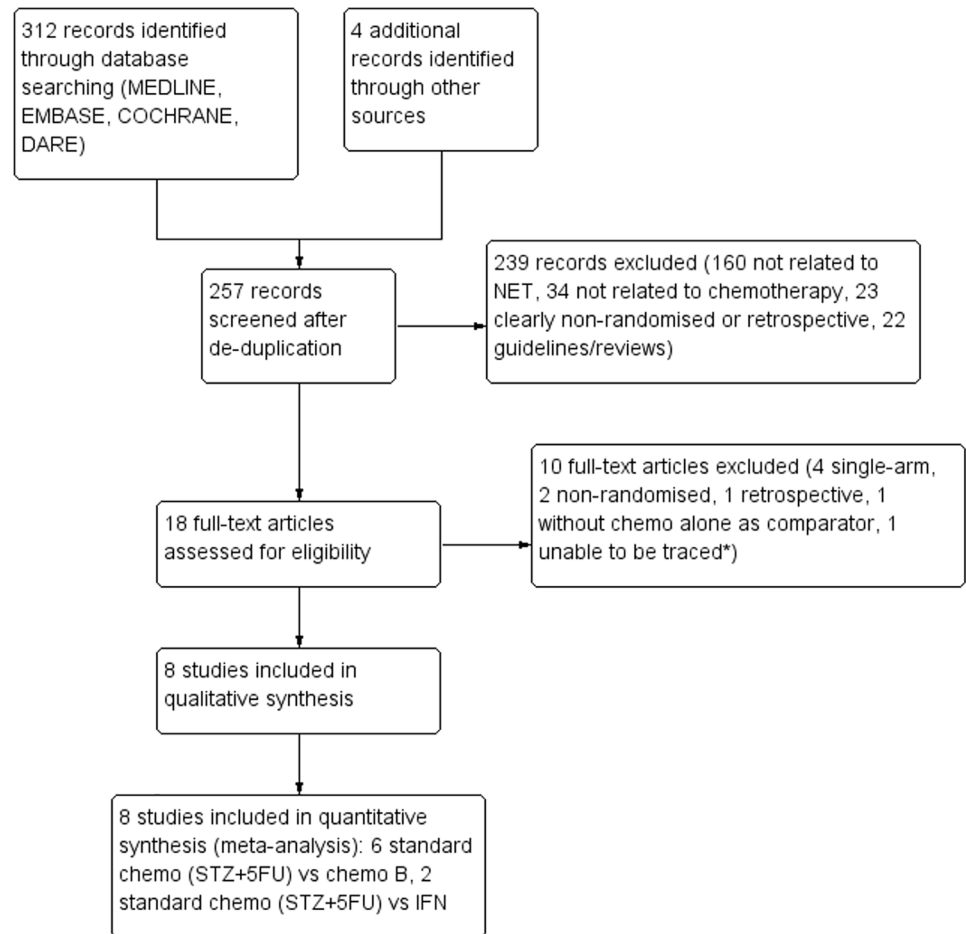 312 records identified
through database
searching (MEDLINE,
EMBASE, COCHRANE,
DARE)
4 additional
records identified
through other
sources
257 records
screened after
de-duplication
239 records excluded (160 not related to
NET, 34 not related to chemotherapy, 23
clearly non-randomised or retrospective, 22
guidelines/reviews)
18 full-text articles
assessed for eligibility
10 full-text articles excluded (4 single-arm,
2 non-randomised, 1 retrospective, 1
without chemo alone as comparator, 1
unable to be traced*)
8 studies included in
qualitative synthesis
8 studies included in quantitative
synthesis (meta-analysis): 6 standard
chemo (STZ+5FU) vs chemo B, 2
standard chemo (STZ+5FU) vs IFN